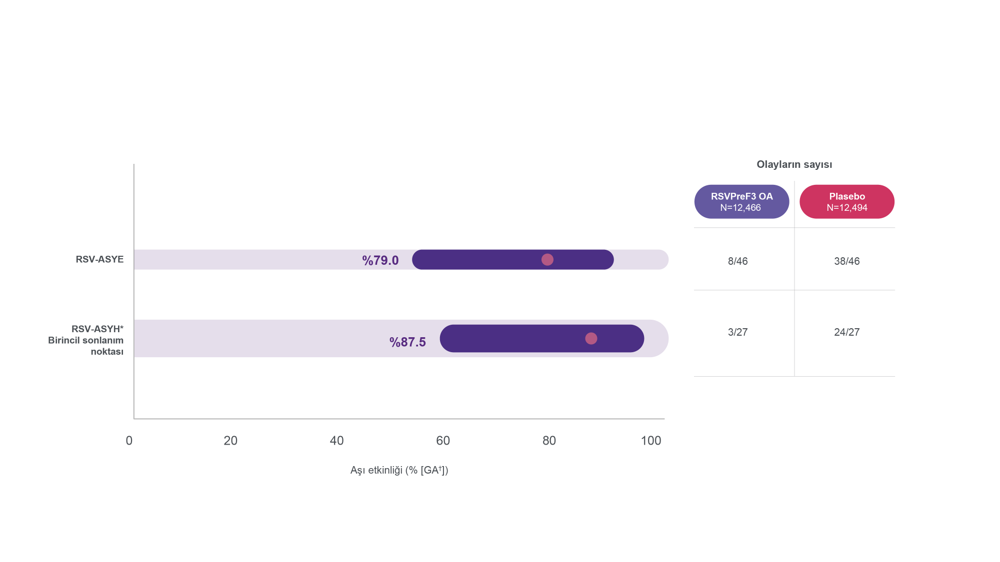 Olayların sayısı
RSVPreF3 OA
N=12,466
Plasebo
N=12,494
RSV-ASYE
%79.0
8/46
38/46
RSV-ASYH*
Birincil sonlanım
noktası
%87.5
3/27
24/27
0 20 40 60 80 100
Aşı etkinliği (% [GA†])